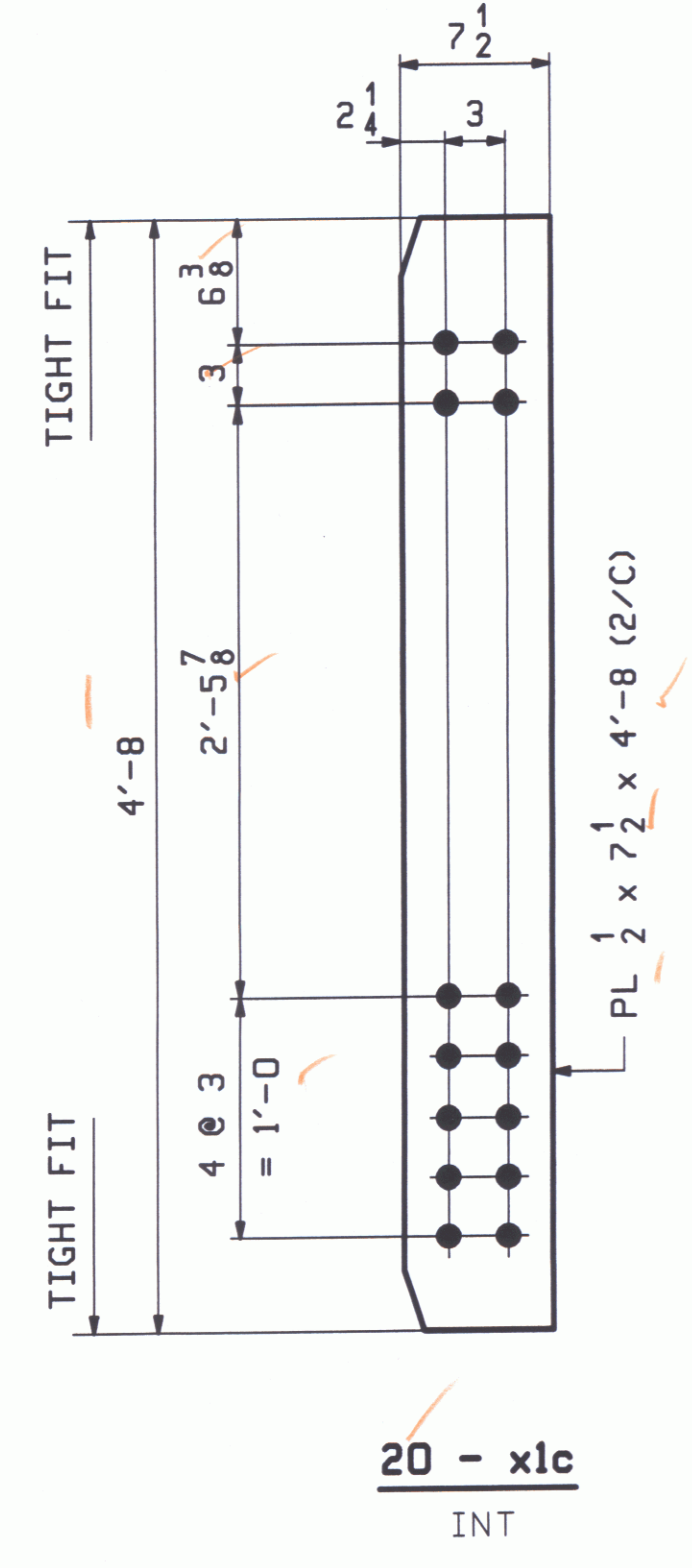 7 1/2
2 1/4
3
TIGHT FIT
6 3/8
3
4'-8
2'-5 7/8
PL 1/2 x 7 1/2 x 4'-8 (2/C)
4 @ 3
= 1'-0
TIGHT FIT
20 - x1c
INT